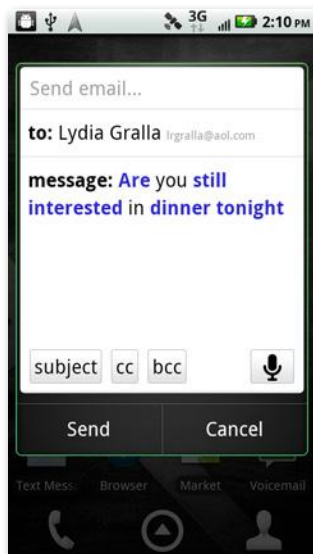 3G 2:10 PM
Send email...
to: Lydia Gralla lrgralla@aol.com
message: Are you still
interested in dinner tonight
subject cc bcc
Send Cancel
Text Mess. Browser Market Voicemail